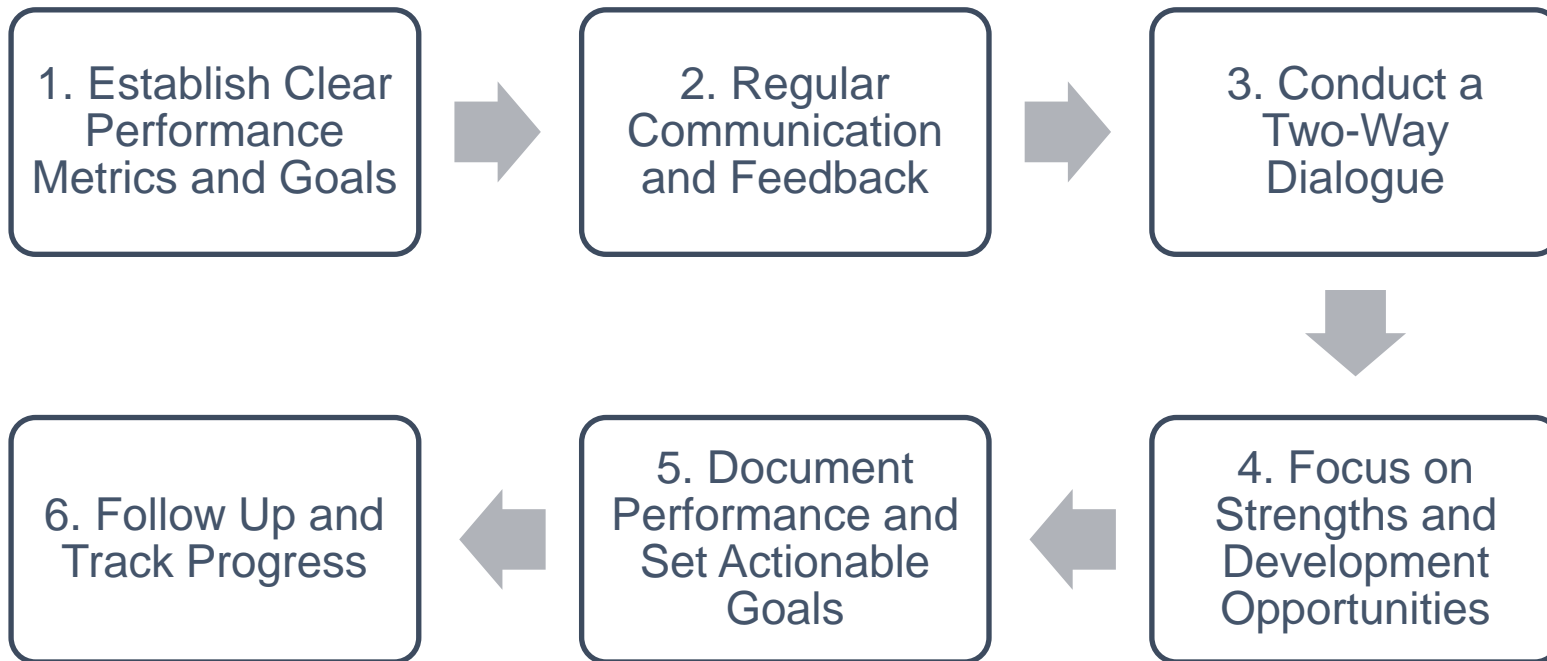 1. Establish Clear
Performance
Metrics and Goals
2. Regular
Communication
and Feedback
3. Conduct a
Two-Way
Dialogue
4. Focus on
Strengths and
Development
Opportunities
5. Document
Performance and
Set Actionable
Goals
6. Follow Up and
Track Progress